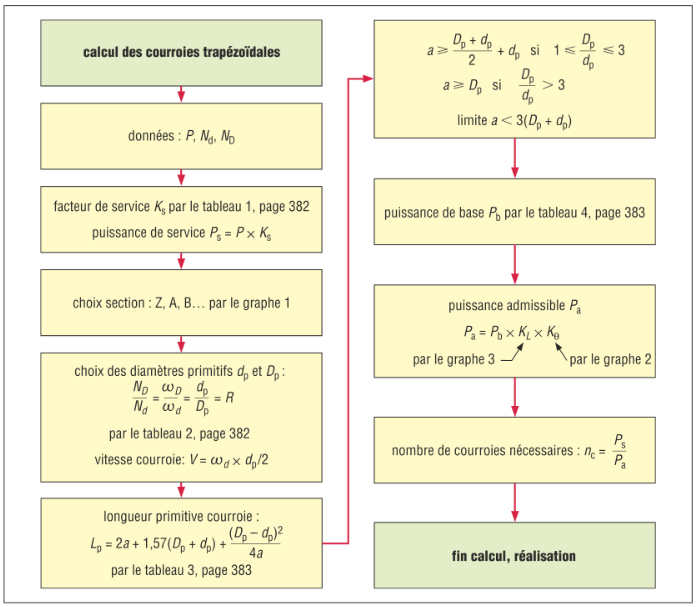 calcul des courroies trapézoïdales
données : P, N_d, N_D
facteur de service K_s par le tableau 1, page 382
puissance de service P_s = P × K_s
choix section : Z, A, B… par le graphe 1
choix des diamètres primitifs d_p et D_p :
N_D/N_d = ω_D/ω_d = d_p/D_p = R
par le tableau 2, page 382
vitesse courroie: V = ω_d × d_p/2
longueur primitive courroie :
L_p = 2a + 1,57(D_p + d_p) + (D_p – d_p)²/4a
par le tableau 3, page 383
a ⩾ (D_p + d_p)/2 + d_p si 1 ⩽ D_p/d_p ⩽ 3
a ⩾ D_p si D_p/d_p > 3
limite a < 3(D_p + d_p)
puissance de base P_b par le tableau 4, page 383
puissance admissible P_a
P_a = P_b × K_L × K_θ
par le graphe 3 par le graphe 2
nombre de courroies nécessaires : n_c = P_s/P_a
fin calcul, réalisation